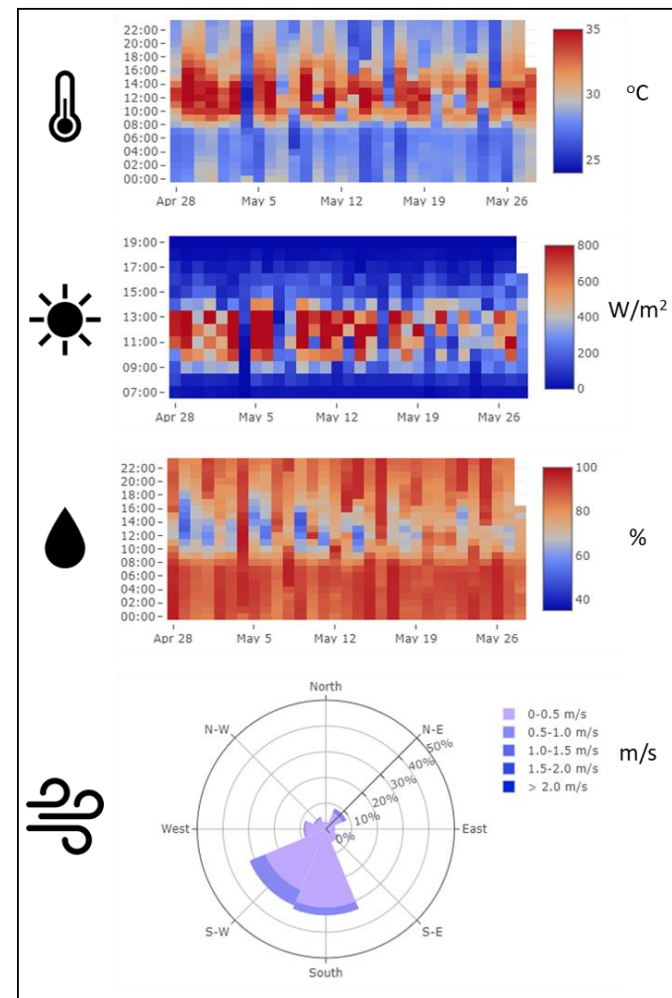 22:00
20:00
18:00
16:00
14:00
12:00
10:00
08:00
06:00
04:00
02:00
00:00
Apr 28 May 5 May 12 May 19 May 26
35
30
25
°C
19:00
17:00
15:00
13:00
11:00
09:00
07:00
Apr 28 May 5 May 12 May 19 May 26
800
600
400
200
0
W/m²
22:00
20:00
18:00
16:00
14:00
12:00
10:00
08:00
06:00
04:00
02:00
00:00
Apr 28 May 5 May 12 May 19 May 26
100
80
60
40
%
North
N-W
N-E
50%
40%
30%
20%
10%
0%
West
East
S-W
S-E
South
0-0.5 m/s
0.5-1.0 m/s
1.0-1.5 m/s
1.5-2.0 m/s
> 2.0 m/s
m/s